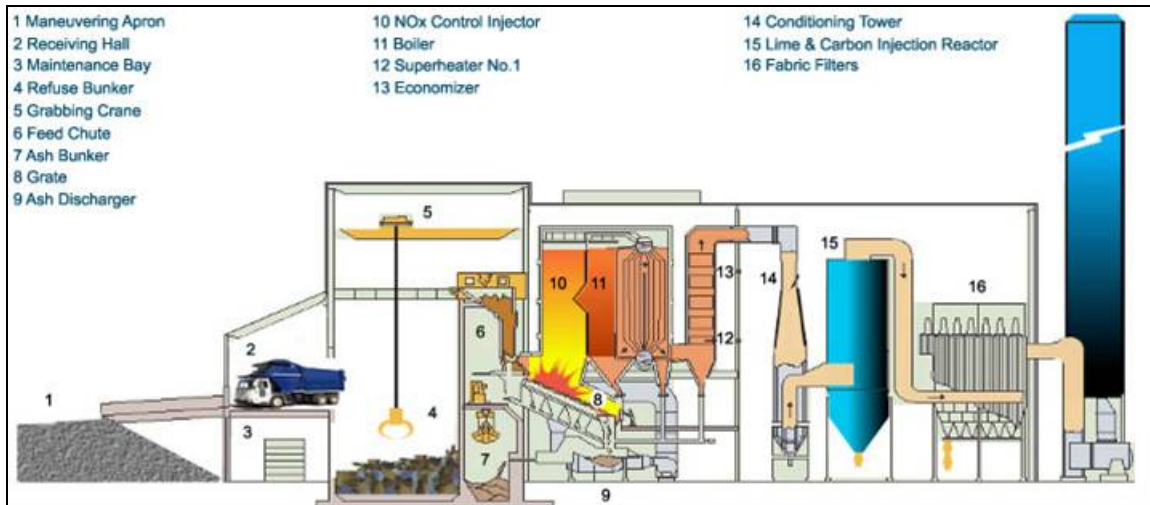 1 Maneuvering Apron
2 Receiving Hall
3 Maintenance Bay
4 Refuse Bunker
5 Grabbing Crane
6 Feed Chute
7 Ash Bunker
8 Grate
9 Ash Discharger
10 NOx Control Injector
11 Boiler
12 Superheater No.1
13 Economizer
14 Conditioning Tower
15 Lime & Carbon Injection Reactor
16 Fabric Filters
5
15
10
11
13
14
16
6
2
12
1
8
4
3
7
9